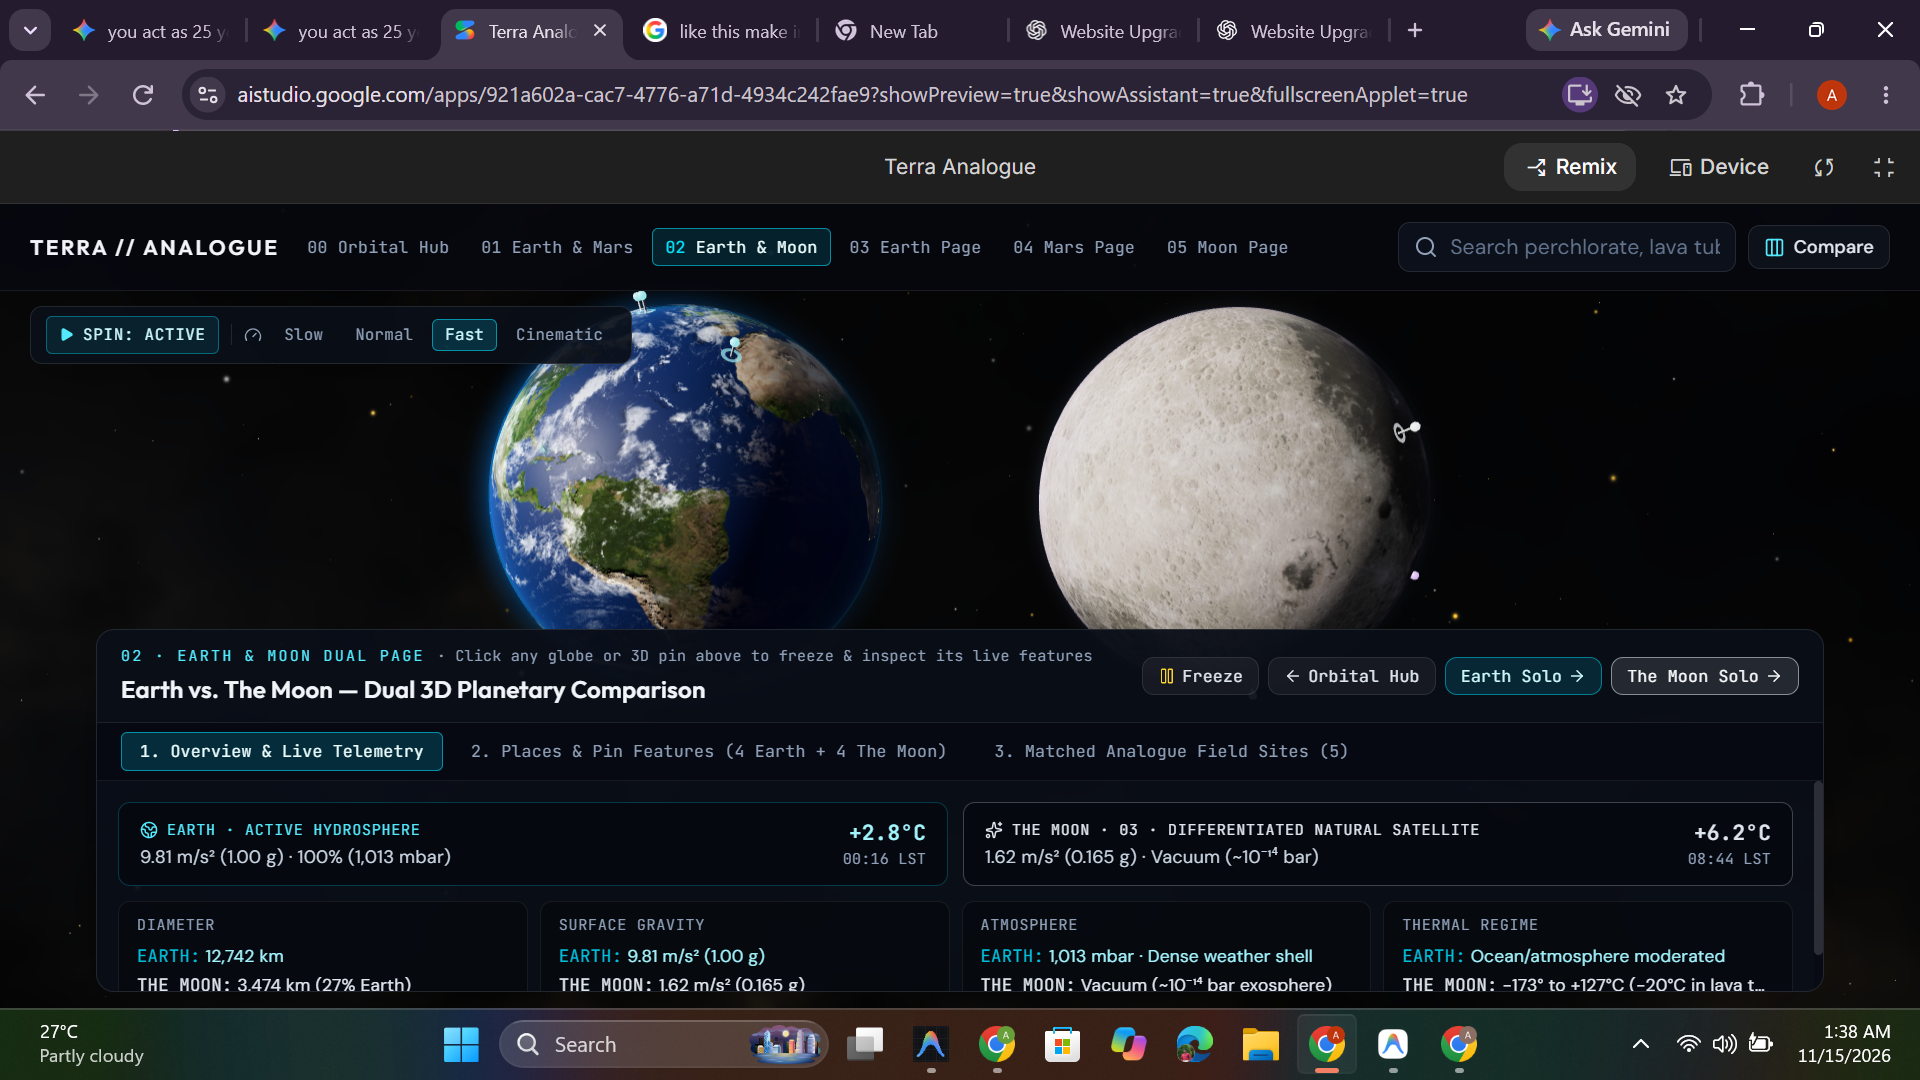 you act as 25 y
you act as 25 y
Terra Analo
like this make i
New Tab
Website Upgra
Website Upgra
Ask Gemini
aistudio.google.com/apps/921a602a-cac7-4776-a71d-4934c242fae9?showPreview=true&showAssistant=true&fullscreenApplet=true
A
Terra Analogue
Remix
Device
TERRA // ANALOGUE
00 Orbital Hub
01 Earth & Mars
02 Earth & Moon
03 Earth Page
04 Mars Page
05 Moon Page
Search perchlorate, lava tub
Compare
SPIN: ACTIVE
Slow
Normal
Fast
Cinematic
02 · EARTH & MOON DUAL PAGE · Click any globe or 3D pin above to freeze & inspect its live features
Earth vs. The Moon — Dual 3D Planetary Comparison
Freeze
← Orbital Hub
Earth Solo →
The Moon Solo →
1. Overview & Live Telemetry
2. Places & Pin Features (4 Earth + 4 The Moon)
3. Matched Analogue Field Sites (5)
EARTH · ACTIVE HYDROSPHERE
9.81 m/s² (1.00 g) · 100% (1,013 mbar)
+2.8°C
00:16 LST
THE MOON · 03 · DIFFERENTIATED NATURAL SATELLITE
1.62 m/s² (0.165 g) · Vacuum (~10⁻¹⁴ bar)
+6.2°C
08:44 LST
DIAMETER
EARTH: 12,742 km
THE MOON: 3,474 km (27% Earth)
SURFACE GRAVITY
EARTH: 9.81 m/s² (1.00 g)
THE MOON: 1.62 m/s² (0.165 g)
ATMOSPHERE
EARTH: 1,013 mbar · Dense weather shell
THE MOON: Vacuum (~10⁻¹⁴ bar exosphere)
THERMAL REGIME
EARTH: Ocean/atmosphere moderated
THE MOON: −173° to +127°C (−20°C in lava t…
27°C
Partly cloudy
Search
A
A
A
1:38 AM
11/15/2026